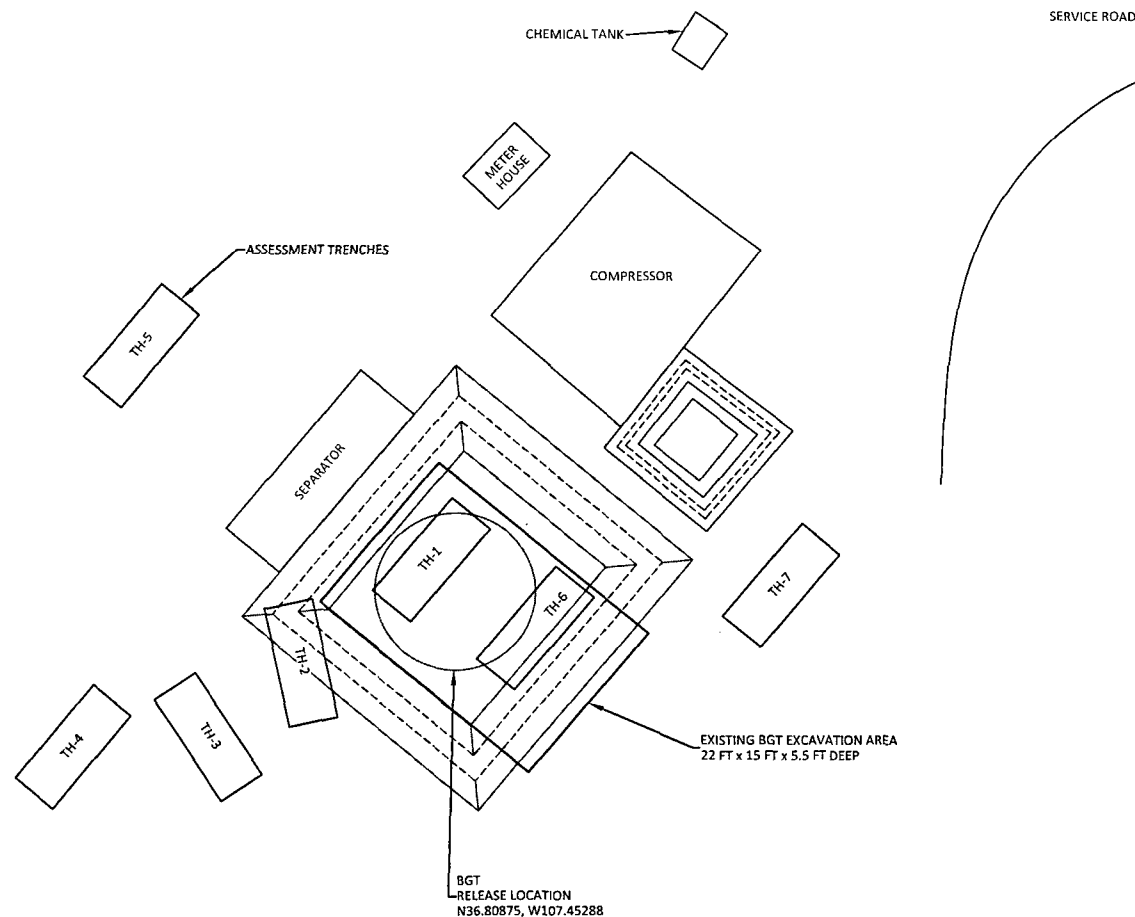 SERVICE ROAD
CHEMICAL TANK
METER
HOUSE
ASSESSMENT TRENCHES
COMPRESSOR
TH-5
SEPARATOR
TH-1
TH-6
TH-7
TH-2
TH-3
TH-4
EXISTING BGT EXCAVATION AREA
22 FT x 15 FT x 5.5 FT DEEP
BGT
RELEASE LOCATION
N36.80875, W107.45288